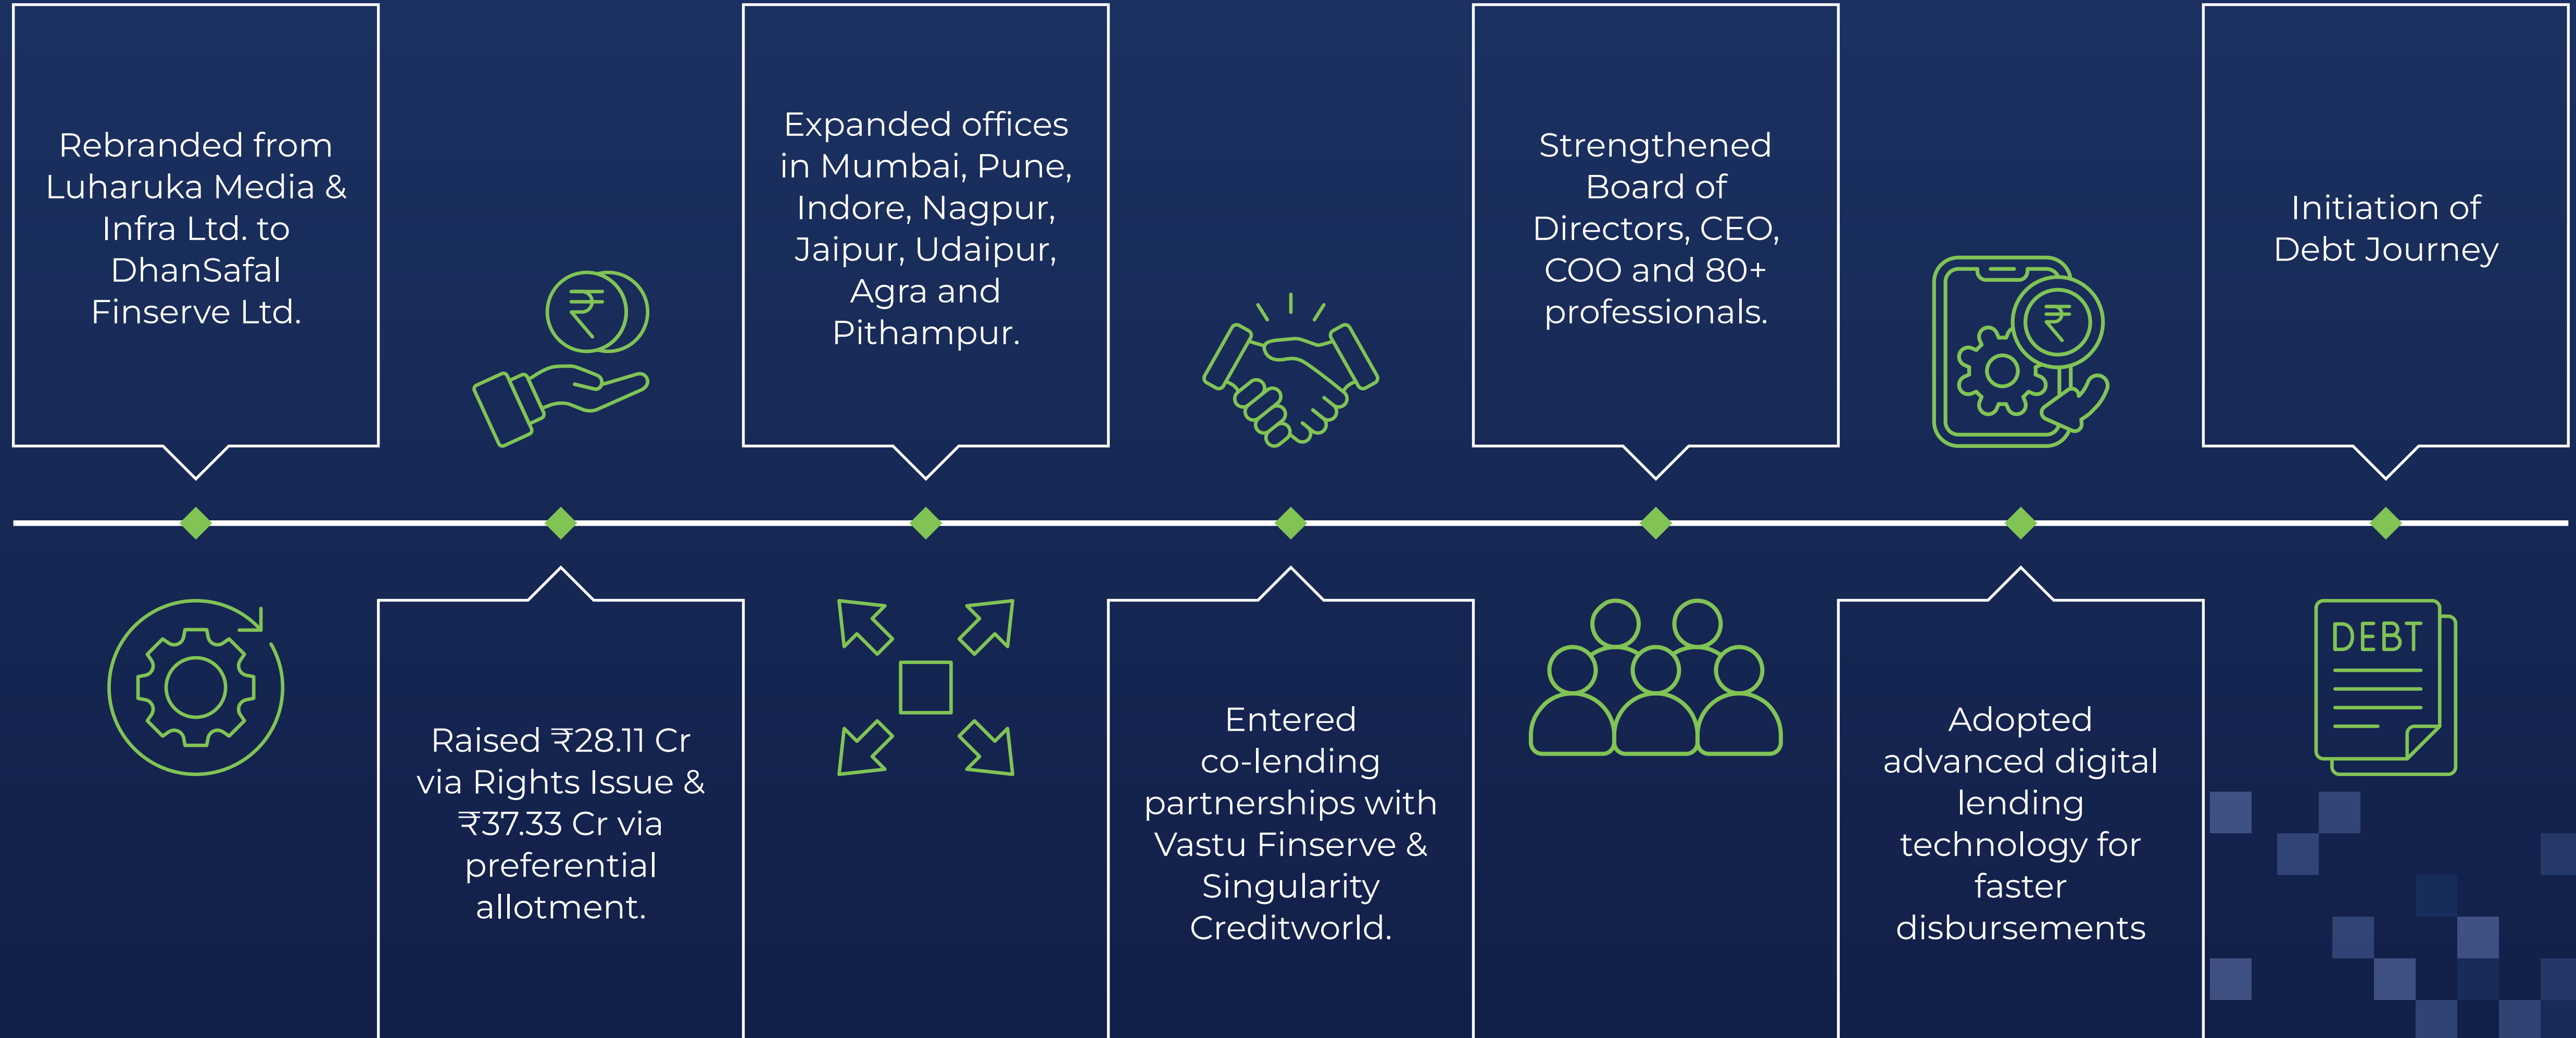 Rebranded from
Luharuka Media &
Infra Ltd. to
DhanSafal
Finserve Ltd.
Raised ₹28.11 Cr
via Rights Issue &
₹37.33 Cr via
preferential
allotment.
Expanded offices
in Mumbai, Pune,
Indore, Nagpur,
Jaipur, Udaipur,
Agra and
Pithampur.
Entered
co-lending
partnerships with
Vastu Finserve &
Singularity
Creditworld.
Strengthened
Board of
Directors, CEO,
COO and 80+
professionals.
Adopted
advanced digital
lending
technology for
faster
disbursements
Initiation of
Debt Journey
₹
₹
DEBT